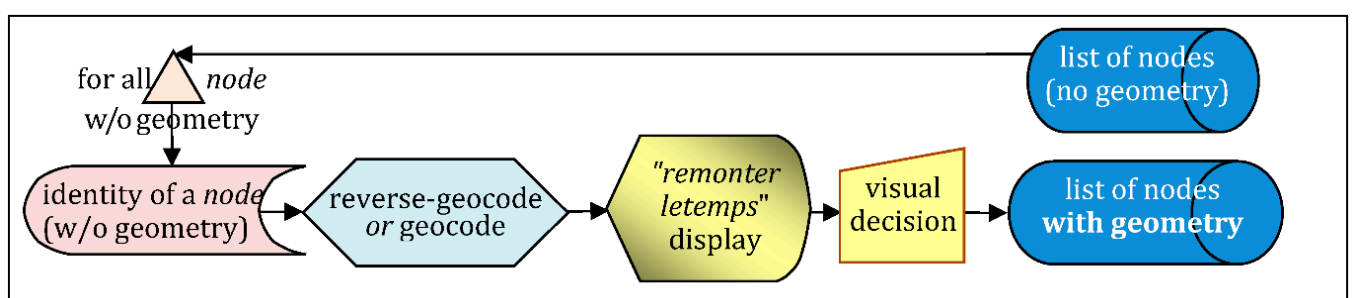 list of nodes
(no geometry)
for all node
w/o geometry
identity of a node
(w/o geometry)
reverse-geocode
or geocode
"remonter
letemps"
display
visual
decision
list of nodes
with geometry